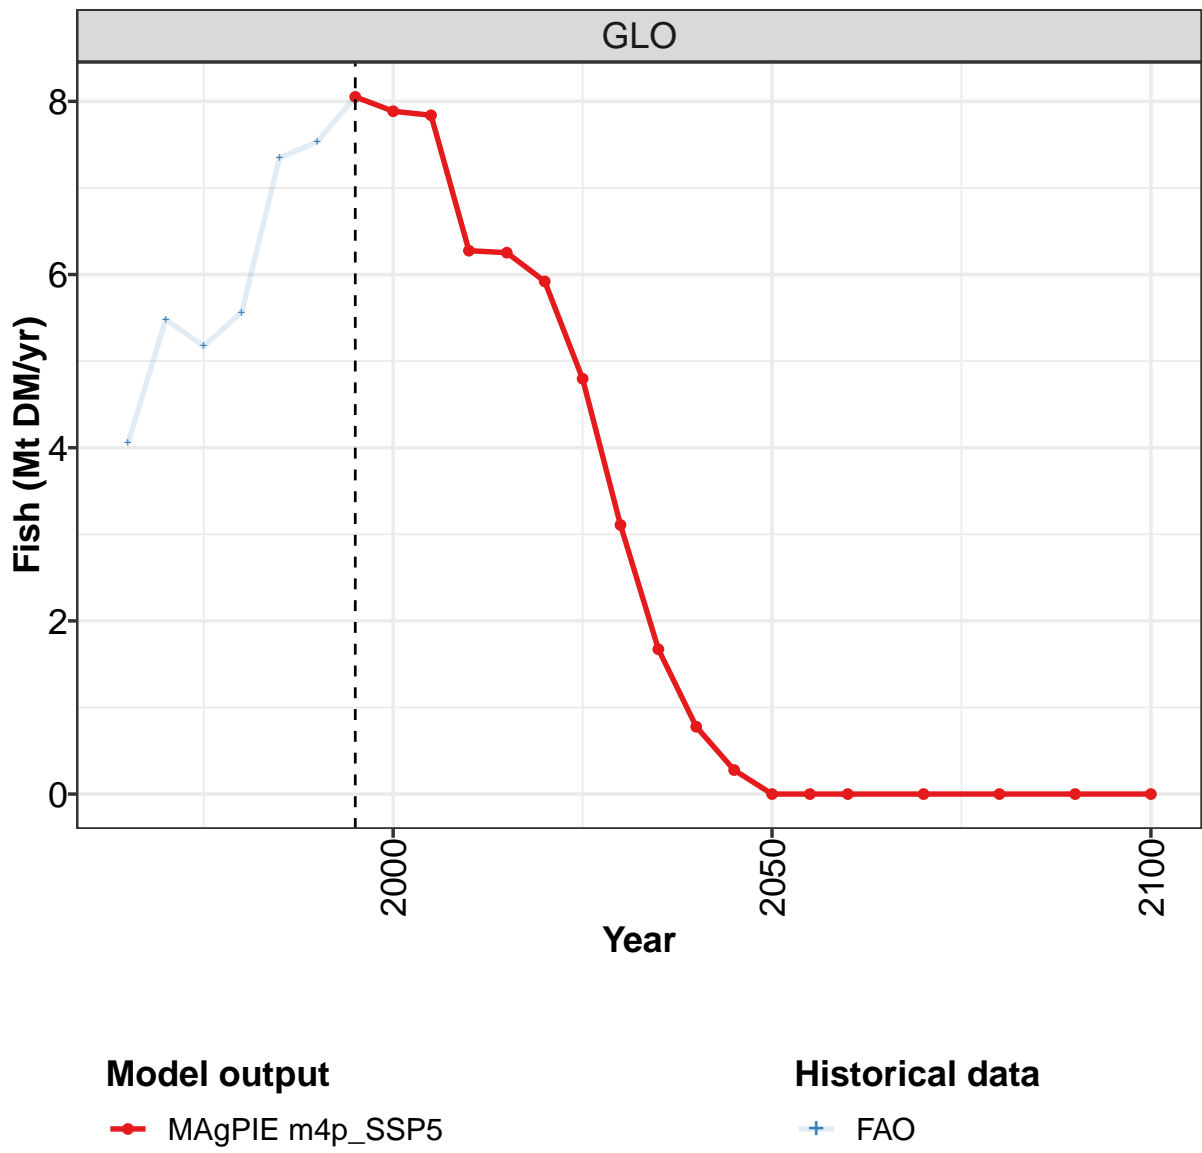 GLO
Fish (Mt DM/yr)
8
6
4
2
0
2000
2050
2100
Year
Model output
MAgPIE m4p_SSP5
Historical data
FAO